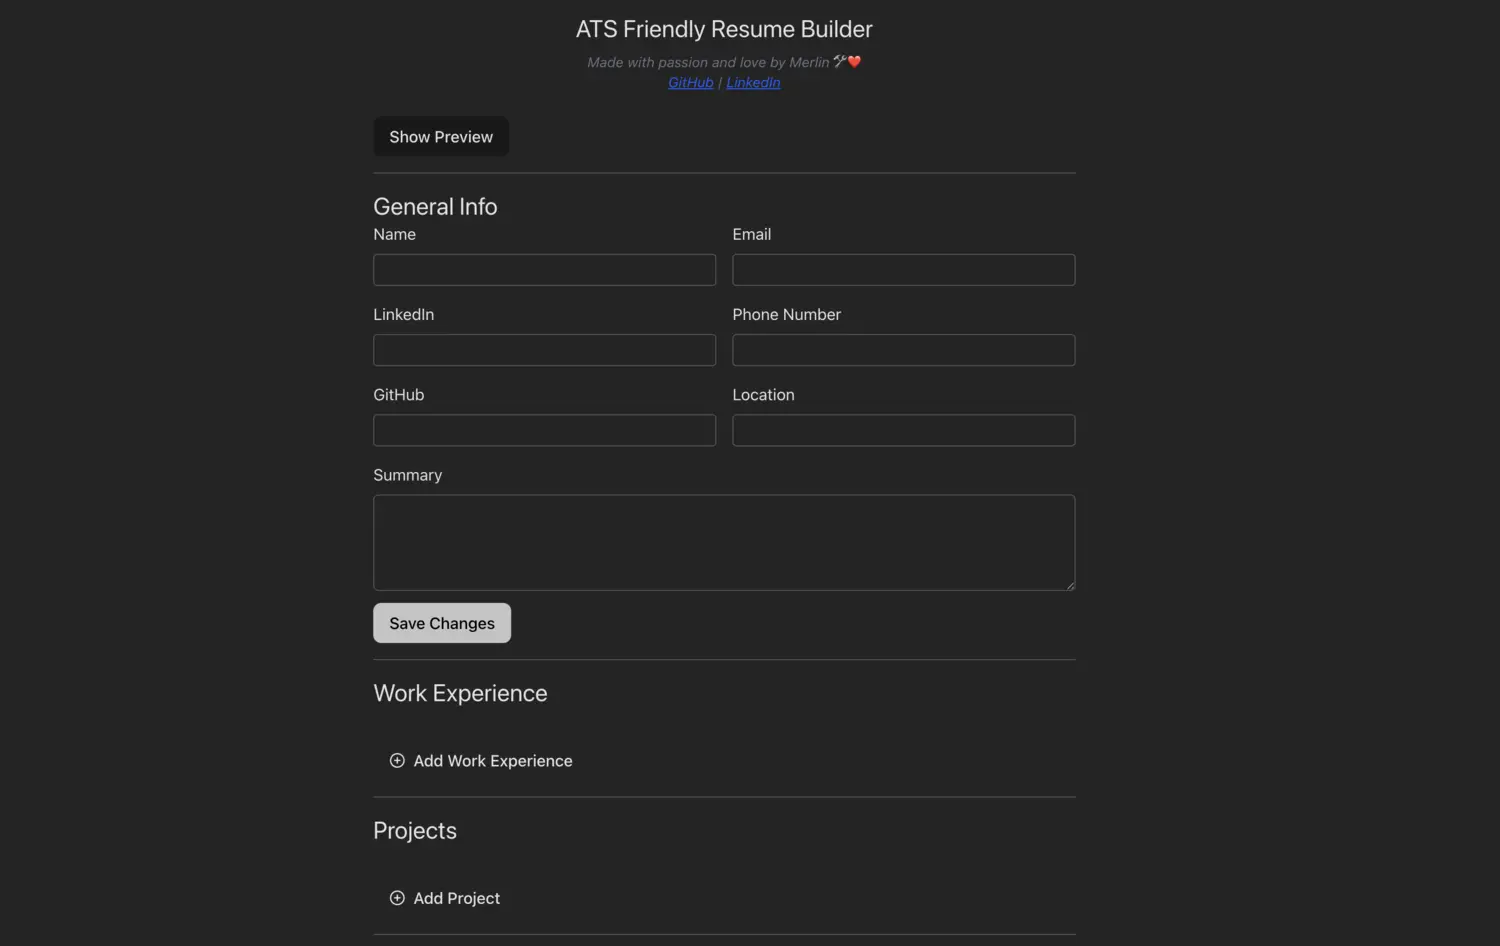 ATS Friendly Resume Builder
Made with passion and love by Merlin 🛠❤️
GitHub | LinkedIn
Show Preview
General Info
Name Email
LinkedIn Phone Number
GitHub Location
Summary
Save Changes
Work Experience
Add Work Experience
Projects
Add Project